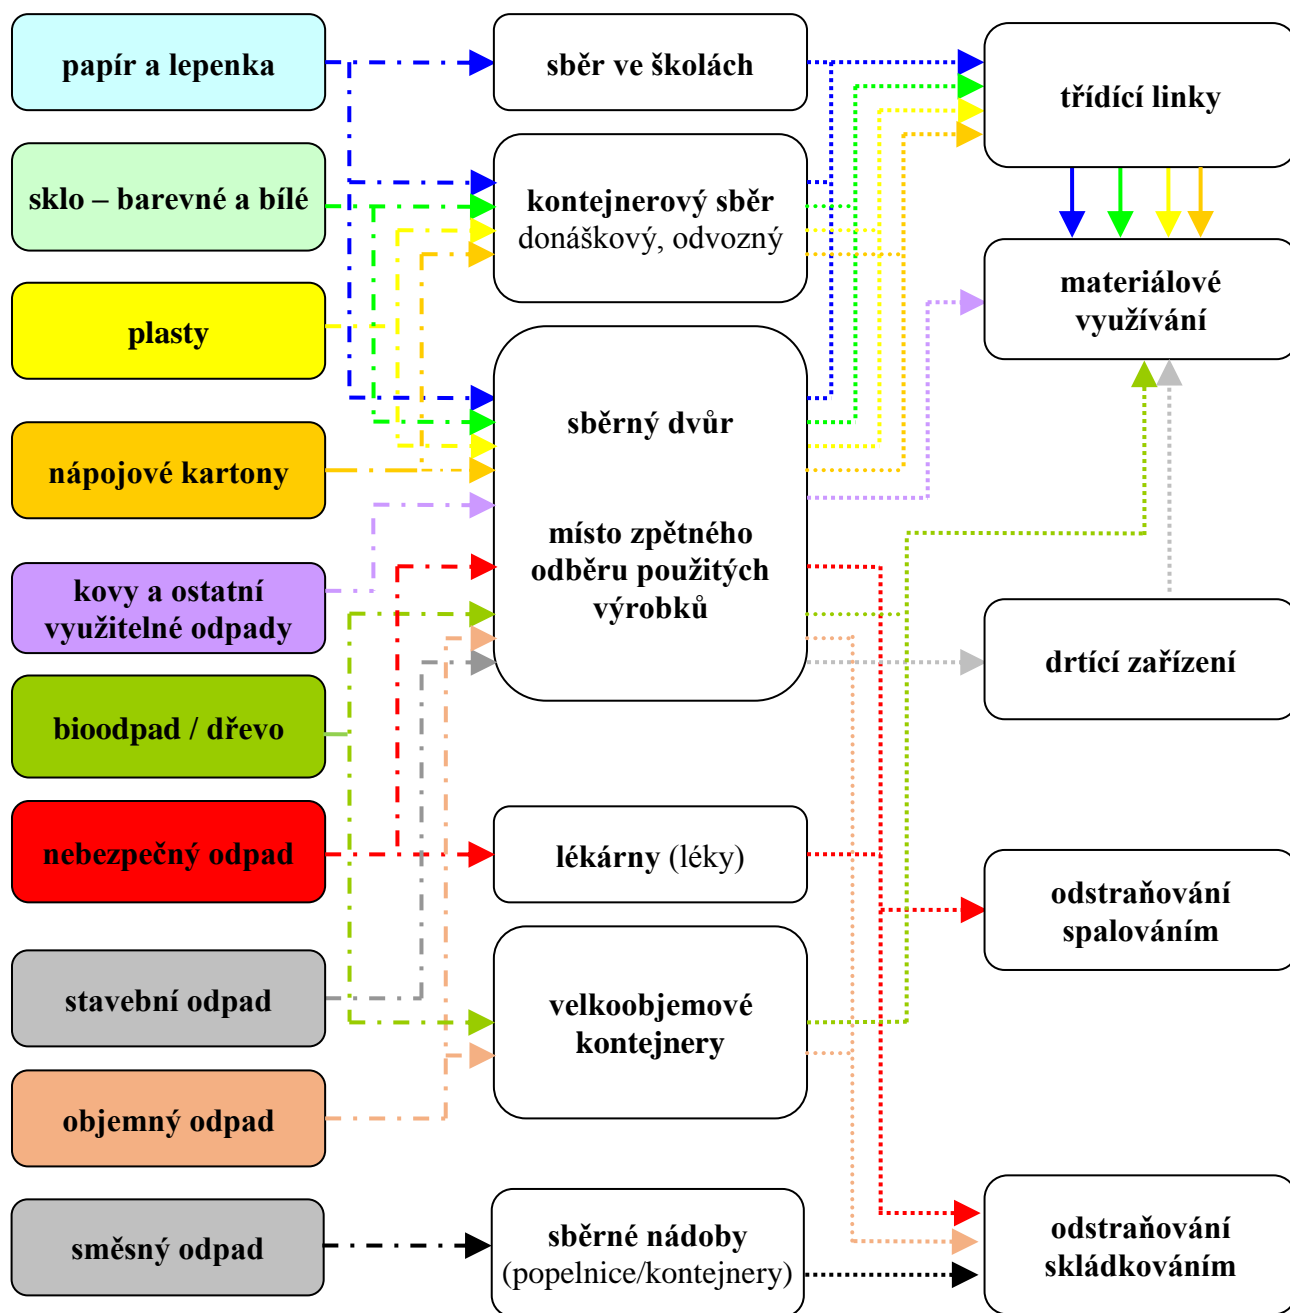 papír a lepenka
sklo – barevné a bílé
plasty
nápojové kartony
kovy a ostatní
využitelné odpady
bioodpad / dřevo
nebezpečný odpad
stavební odpad
objemný odpad
směsný odpad
sběr ve školách
kontejnerový sběr
donáškový, odvozný
sběrný dvůr
místo zpětného
odběru použitých
výrobků
lékárny (léky)
velkoobjemové
kontejnery
sběrné nádoby
(popelnice/kontejnery)
třídící linky
materiálové
využívání
drtící zařízení
odstraňování
spalováním
odstraňování
skládkováním